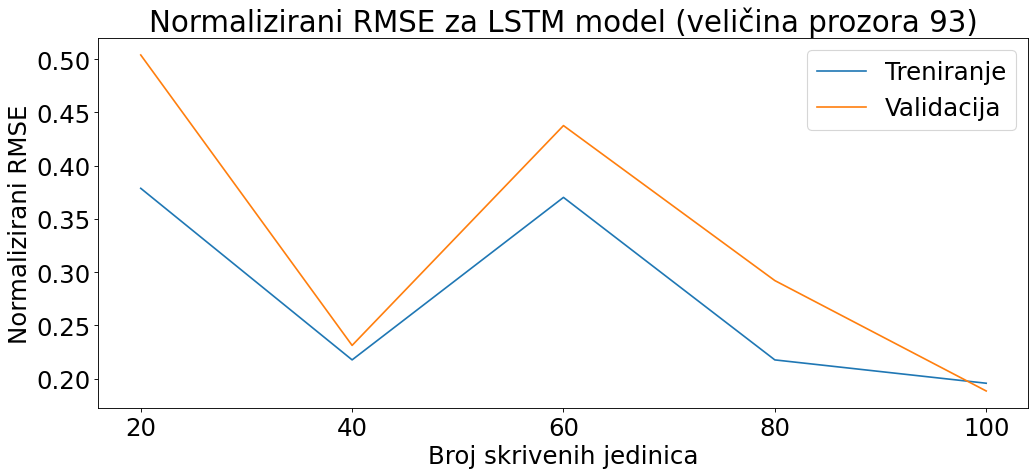 Normalizirani RMSE za LSTM model (veličina prozora 93)
Treniranje
Validacija
Normalizirani RMSE
0.50
0.45
0.40
0.35
0.30
0.25
0.20
20 40 60 80 100
Broj skrivenih jedinica